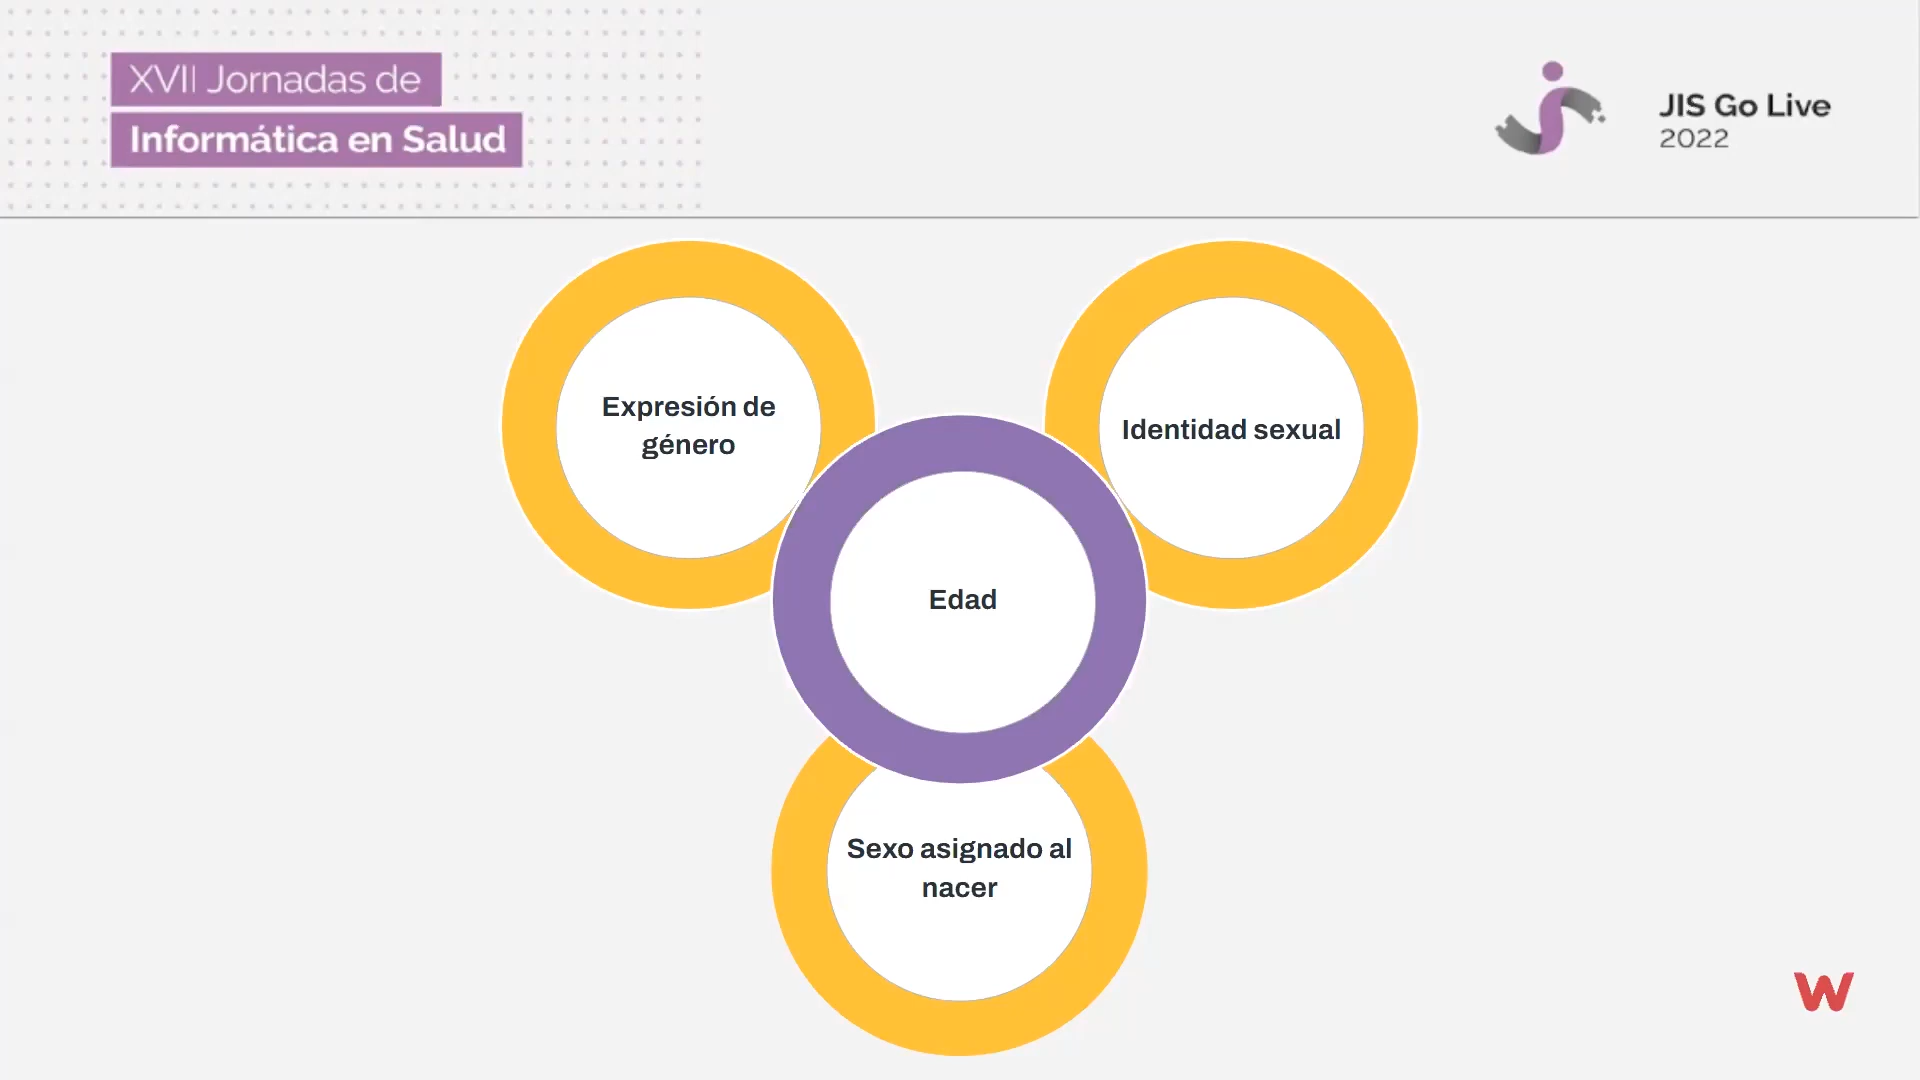 XVII Jornadas de
Informática en Salud
JIS Go Live
2022
Expresión de
género
Identidad sexual
Edad
Sexo asignado al
nacer
W